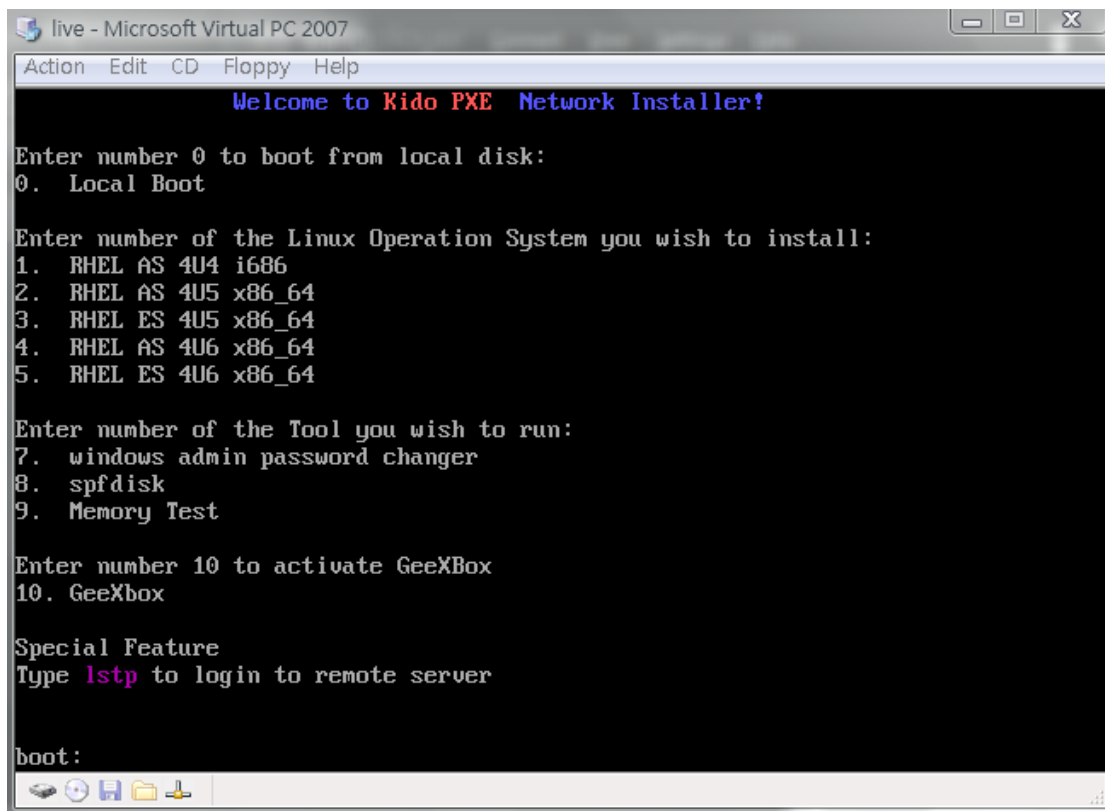 live - Microsoft Virtual PC 2007
Action Edit CD Floppy Help
Welcome to Kido PXE Network Installer!
Enter number 0 to boot from local disk:
0. Local Boot
Enter number of the Linux Operation System you wish to install:
1. RHEL AS 4U4 i686
2. RHEL AS 4U5 x86_64
3. RHEL ES 4U5 x86_64
4. RHEL AS 4U6 x86_64
5. RHEL ES 4U6 x86_64
Enter number of the Tool you wish to run:
7. windows admin password changer
8. spfdisk
9. Memory Test
Enter number 10 to activate GeeXBox
10. GeeXbox
Special Feature
Type lstp to login to remote server
boot: